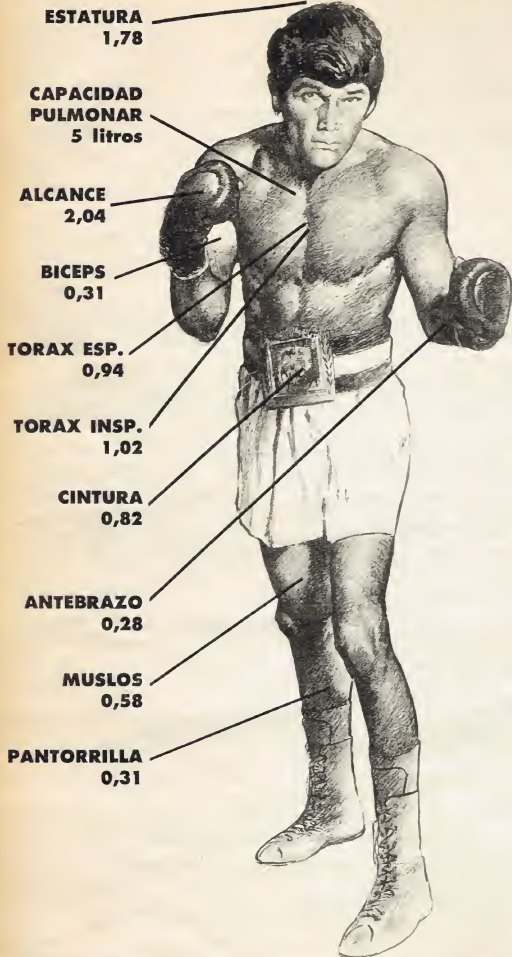 ESTATURA
1,78
CAPACIDAD
PULMONAR
5 litros
ALCANCE
2,04
BICEPS
0,31
TORAX ESP.
0,94
TORAX INSP.
1,02
CINTURA
0,82
ANTEBRAZO
0,28
MUSLOS
0,58
PANTORRILLA
0,31